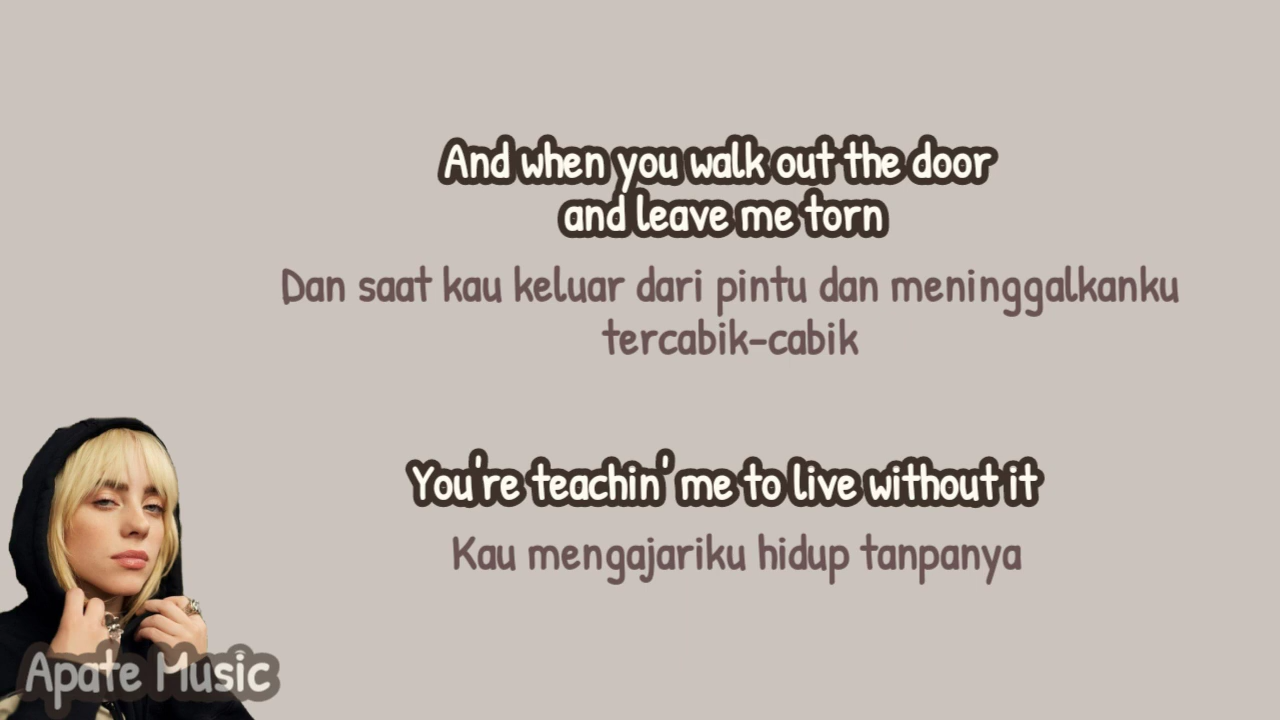 And when you walk out the door
and leave me torn
Dan saat kau keluar dari pintu dan meninggalkanku
tercabik-cabik
You're teachin' me to live without it
Kau mengajariku hidup tanpanya
Apate Music